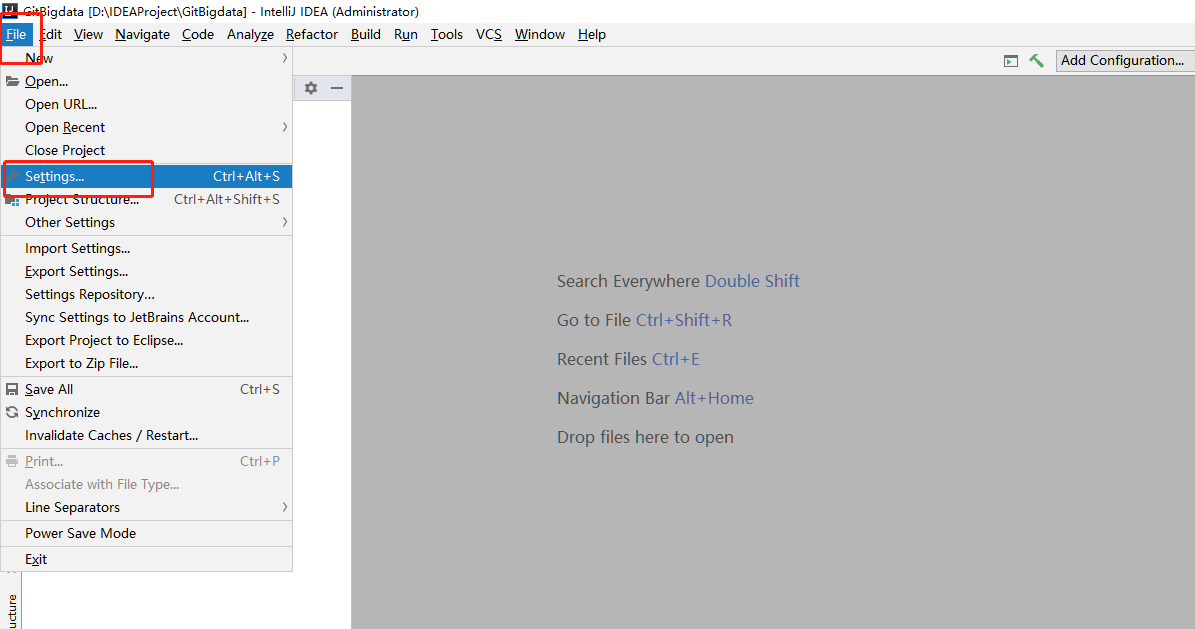 GitBigdata [D:\IDEAProject\GitBigdata] - IntelliJ IDEA (Administrator)
File Edit View Navigate Code Analyze Refactor Build Run Tools VCS Window Help
New
Add Configuration...
Open...
Open URL...
Open Recent
Close Project
Settings... Ctrl+Alt+S
Project Structure... Ctrl+Alt+Shift+S
Other Settings
Import Settings...
Export Settings...
Settings Repository...
Sync Settings to JetBrains Account...
Export Project to Eclipse...
Export to Zip File...
Save All Ctrl+S
Synchronize
Invalidate Caches / Restart...
Print... Ctrl+P
Associate with File Type...
Line Separators
Power Save Mode
Exit
Search Everywhere Double Shift
Go to File Ctrl+Shift+R
Recent Files Ctrl+E
Navigation Bar Alt+Home
Drop files here to open
ucture